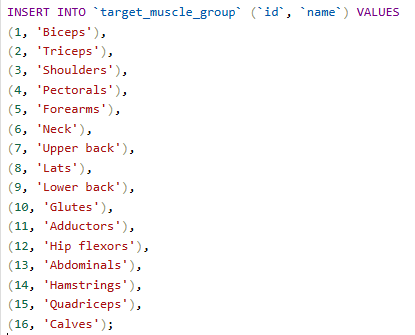 INSERT INTO `target_muscle_group` (`id`, `name`) VALUES
(1, 'Biceps'),
(2, 'Triceps'),
(3, 'Shoulders'),
(4, 'Pectorals'),
(5, 'Forearms'),
(6, 'Neck'),
(7, 'Upper back'),
(8, 'Lats'),
(9, 'Lower back'),
(10, 'Glutes'),
(11, 'Adductors'),
(12, 'Hip flexors'),
(13, 'Abdominals'),
(14, 'Hamstrings'),
(15, 'Quadriceps'),
(16, 'Calves');